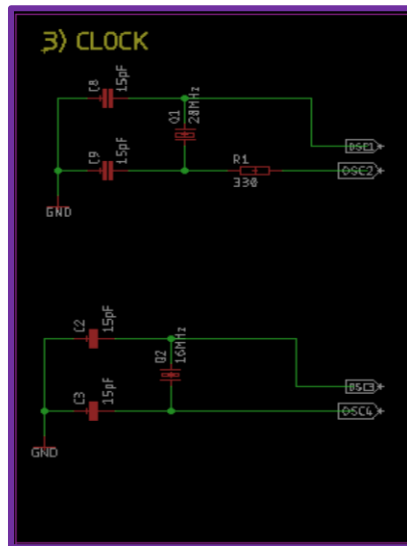 3) CLOCK
C8
15pF
Q1
20MHz
C9
15pF
R1
330
OSC1
OSC2
GND
C2
15pF
Q2
16MHz
C3
15pF
OSC3
OSC4
GND